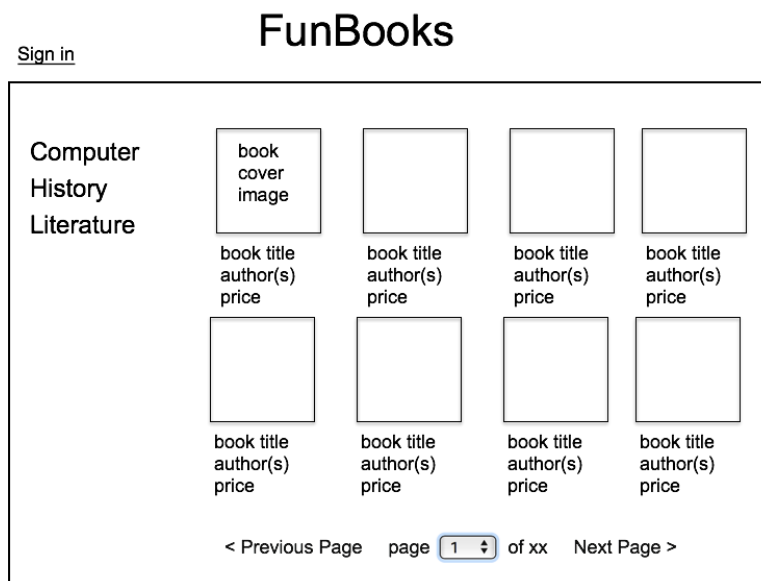 FunBooks
Sign in
Computer
History
Literature
book
cover
image
book title
author(s)
price
book title
author(s)
price
book title
author(s)
price
book title
author(s)
price
book title
author(s)
price
book title
author(s)
price
book title
author(s)
price
book title
author(s)
price
< Previous Page page 1 of xx Next Page >